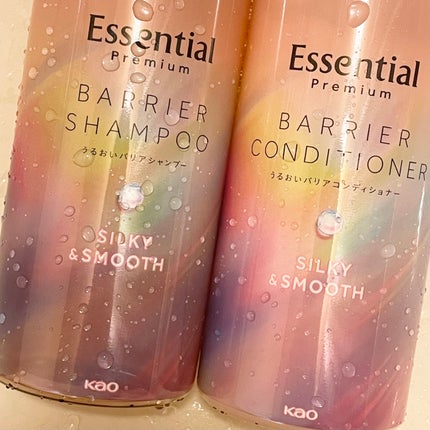 Essential
Premium
BARRIER
SHAMPOO
うるおいバリアシャンプー
SILKY
&SMOOTH
Kao
Essential
Premium
BARRIER
CONDITIONER
うるおいバリアコンディショナー
SILKY
&SMOOTH
Kao